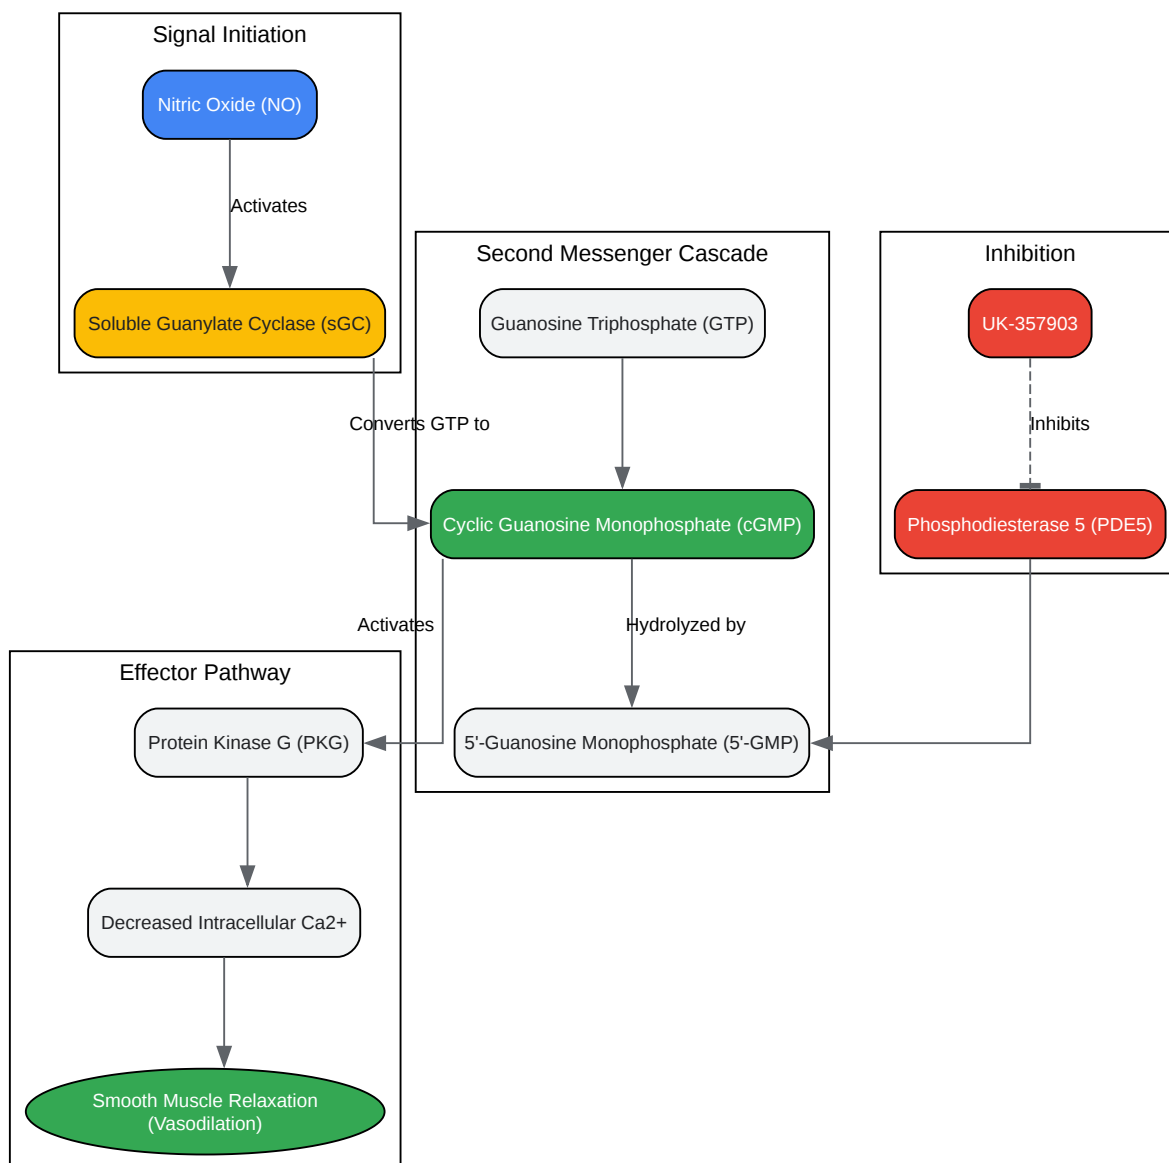 Signal Initiation
Nitric Oxide (NO)
Activates
Soluble Guanylate Cyclase (sGC)
Converts GTP to
Second Messenger Cascade
Guanosine Triphosphate (GTP)
Cyclic Guanosine Monophosphate (cGMP)
Hydrolyzed by
5'-Guanosine Monophosphate (5'-GMP)
Inhibition
UK-357903
Inhibits
Phosphodiesterase 5 (PDE5)
Activates
Effector Pathway
Protein Kinase G (PKG)
Decreased Intracellular Ca2+
Smooth Muscle Relaxation
(Vasodilation)